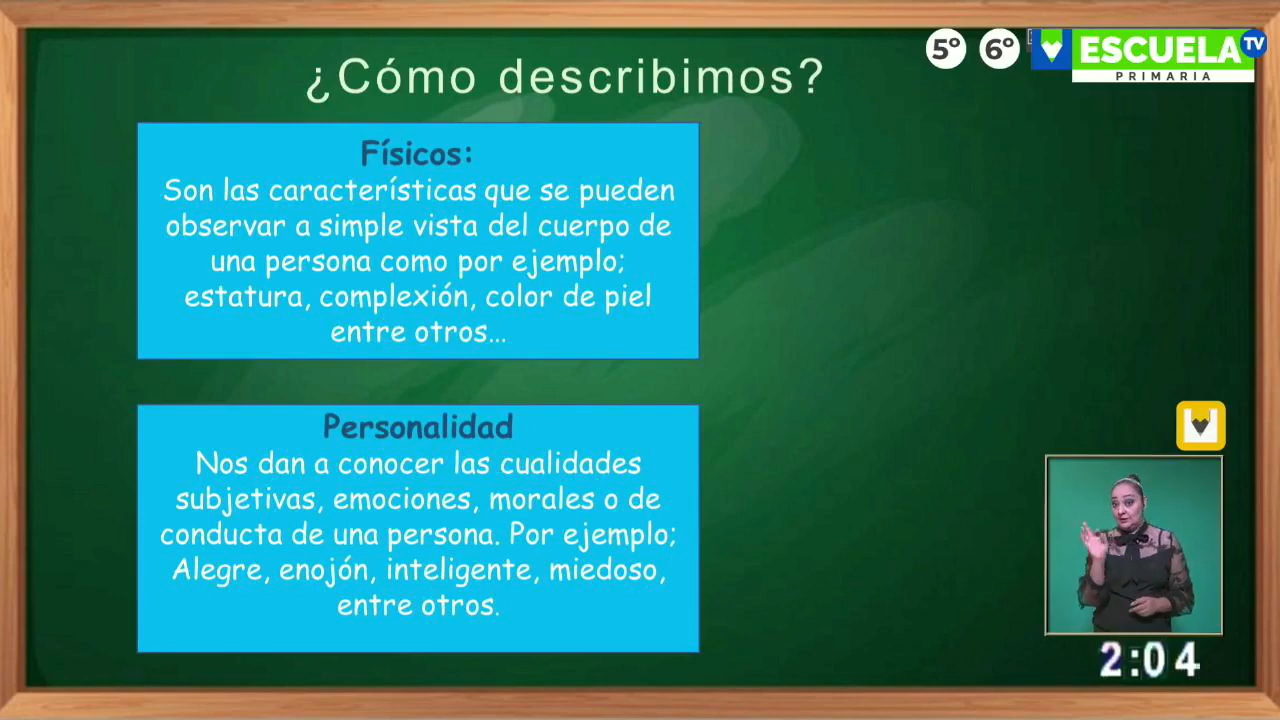 5º 6º ESCUELA TV
PRIMARIA
¿Cómo describimos?
Físicos:
Son las características que se pueden
observar a simple vista del cuerpo de
una persona como por ejemplo;
estatura, complexión, color de piel
entre otros...
Personalidad
Nos dan a conocer las cualidades
subjetivas, emociones, morales o de
conducta de una persona. Por ejemplo;
Alegre, enojón, inteligente, miedoso,
entre otros.
2:04